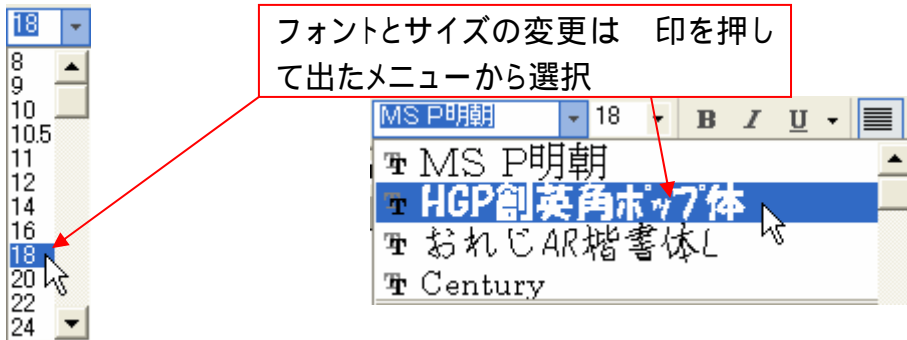 18
8
9
10
10.5
11
12
14
16
18
20
22
24
フォントとサイズの変更は　印を押し
て出たメニューから選択
MS P明朝 18 B I U
MS P明朝
HGP創英角ポップ体
おれじAR楷書体L
Century